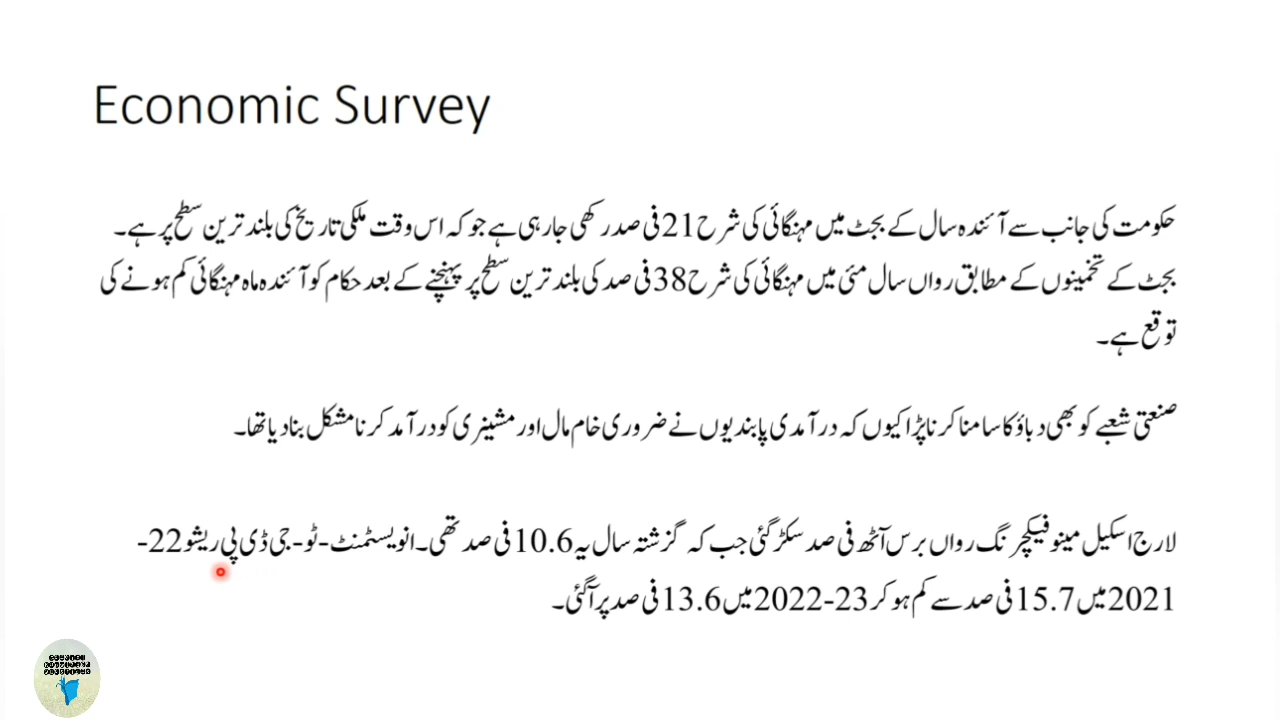 Economic Survey
حکومت کی جانب سے آئندہ سال کے بجٹ میں مہنگائی کی شرح 21 فی صد رکھی جا رہی ہے جو کہ اس وقت ملکی تاریخ کی بلند ترین سطح پر ہے۔
بجٹ کے تخمینوں کے مطابق رواں سال مئی میں مہنگائی کی شرح 38 فی صد کی بلند ترین سطح پر پہنچنے کے بعد حکام کو آئندہ ماہ مہنگائی کم ہونے کی
توقع ہے۔
صنعتی شعبے کو بھی دباؤ کا سامنا کرنا پڑا کیوں کہ درآمدی پابندیوں نے ضروری خام مال اور مشینری کو درآمد کرنا مشکل بنا دیا تھا۔
لارج اسکیل مینوفیکچرنگ رواں برس آٹھ فی صد سکڑ گئی جب کہ گزشتہ سال یہ 10.6 فی صد تھی۔ انویسٹمنٹ-ٹو-جی ڈی پی ریشو 22-
2021 میں 15.7 فی صد سے کم ہو کر 23-2022 میں 13.6 فی صد پر آگئی۔